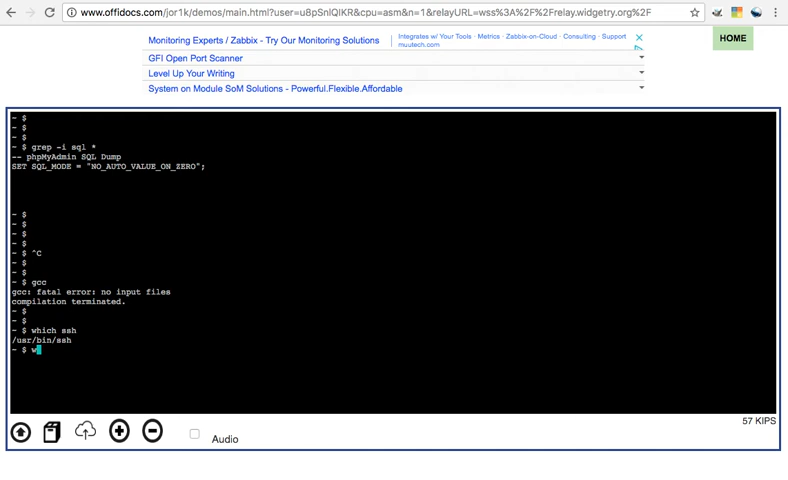 www.offidocs.com/jor1k/demos/main.html?user=u8pSnlQIKR&cpu=asm&n=1&relayURL=wss%3A%2F%2Frelay.widgetry.org%2F
Monitoring Experts / Zabbix - Try Our Monitoring Solutions
Integrates w/ Your Tools · Metrics · Zabbix-on-Cloud · Consulting · Support
muutech.com
HOME
GFI Open Port Scanner
Level Up Your Writing
System on Module SoM Solutions - Powerful.Flexible.Affordable
~ $
~ $
~ $
~ $ grep -i sql *
-- phpMyAdmin SQL Dump
SET SQL_MODE = "NO_AUTO_VALUE_ON_ZERO";
~ $
~ $
~ $
~ $
~ $ ^C
~ $
~ $
~ $ gcc
gcc: fatal error: no input files
compilation terminated.
~ $
~ $
~ $ which ssh
/usr/bin/ssh
~ $ w
57 KIPS
Audio